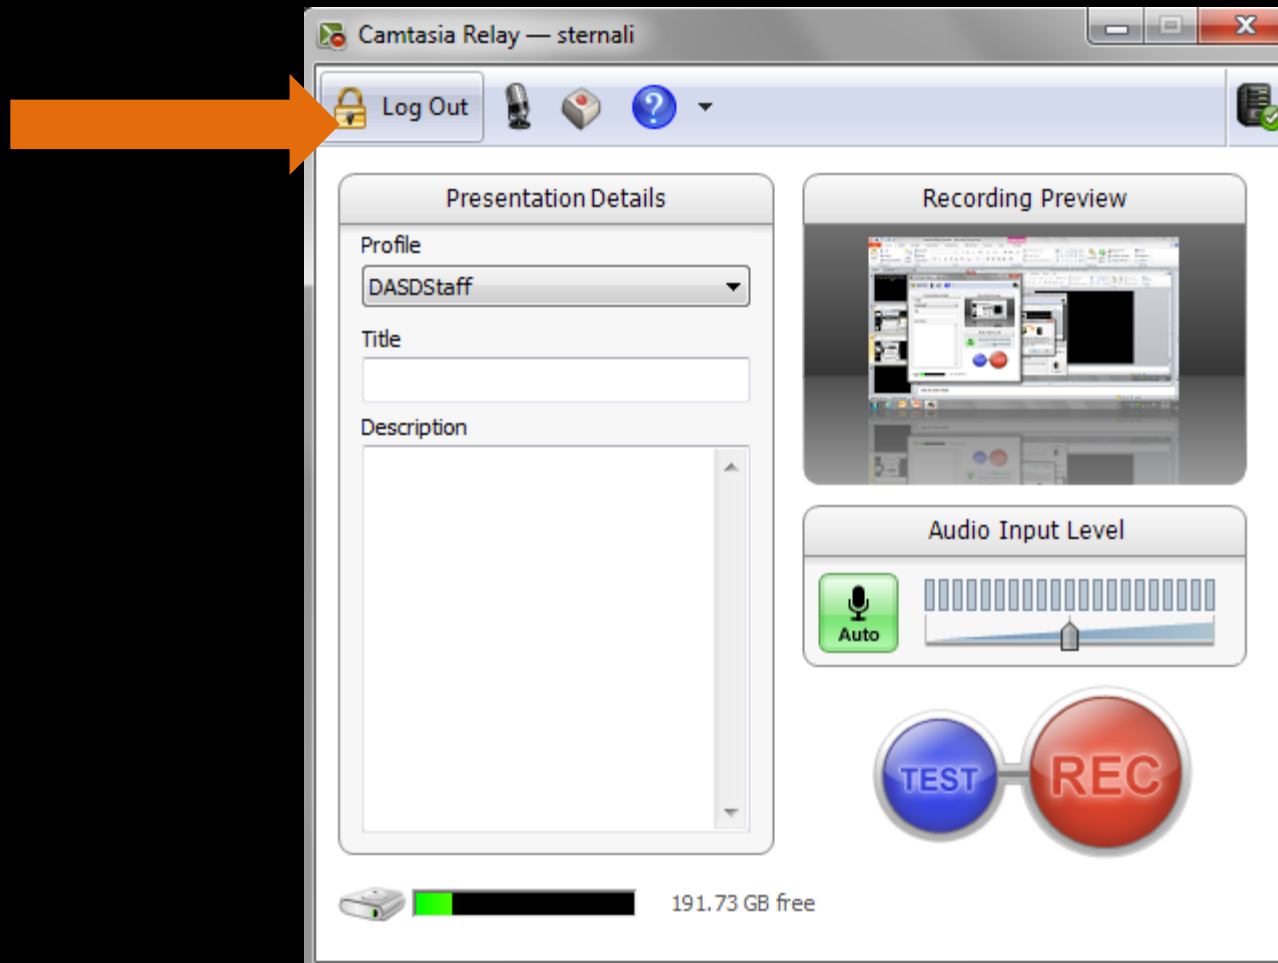 Camtasia Relay — sternali
Log Out
Presentation Details
Profile
DASDStaff
Title
Description
Recording Preview
Audio Input Level
Auto
TEST
REC
191.73 GB free